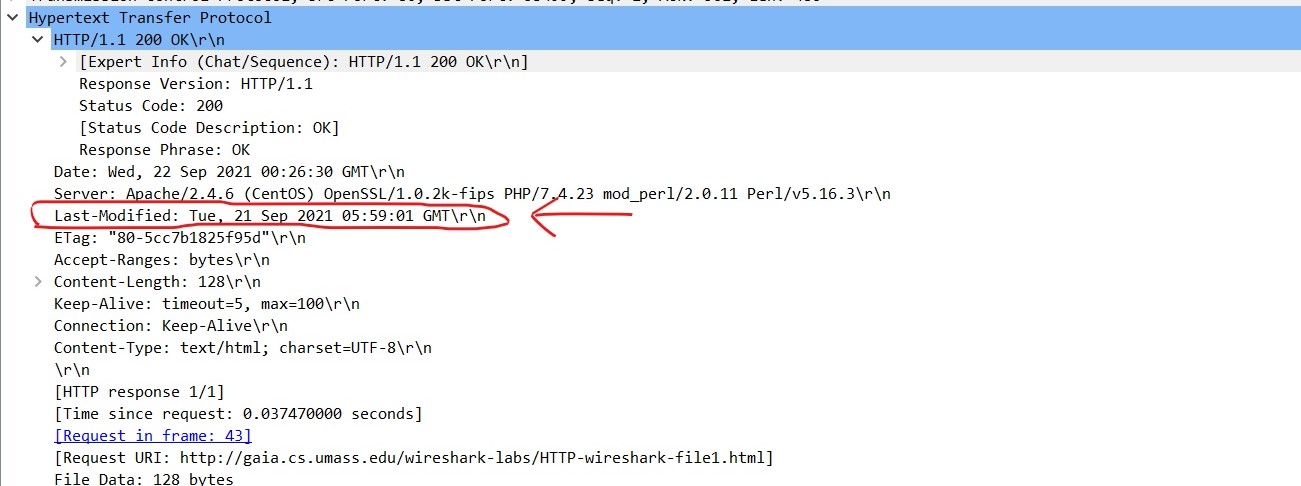 Hypertext Transfer Protocol
HTTP/1.1 200 OK\r\n
[Expert Info (Chat/Sequence): HTTP/1.1 200 OK\r\n]
Response Version: HTTP/1.1
Status Code: 200
[Status Code Description: OK]
Response Phrase: OK
Date: Wed, 22 Sep 2021 00:26:30 GMT\r\n
Server: Apache/2.4.6 (CentOS) OpenSSL/1.0.2k-fips PHP/7.4.23 mod_perl/2.0.11 Perl/v5.16.3\r\n
Last-Modified: Tue, 21 Sep 2021 05:59:01 GMT\r\n
ETag: "80-5cc7b1825f95d"\r\n
Accept-Ranges: bytes\r\n
Content-Length: 128\r\n
Keep-Alive: timeout=5, max=100\r\n
Connection: Keep-Alive\r\n
Content-Type: text/html; charset=UTF-8\r\n
\r\n
[HTTP response 1/1]
[Time since request: 0.037470000 seconds]
[Request in frame: 43]
[Request URI: http://gaia.cs.umass.edu/wireshark-labs/HTTP-wireshark-file1.html]
File Data: 128 bytes